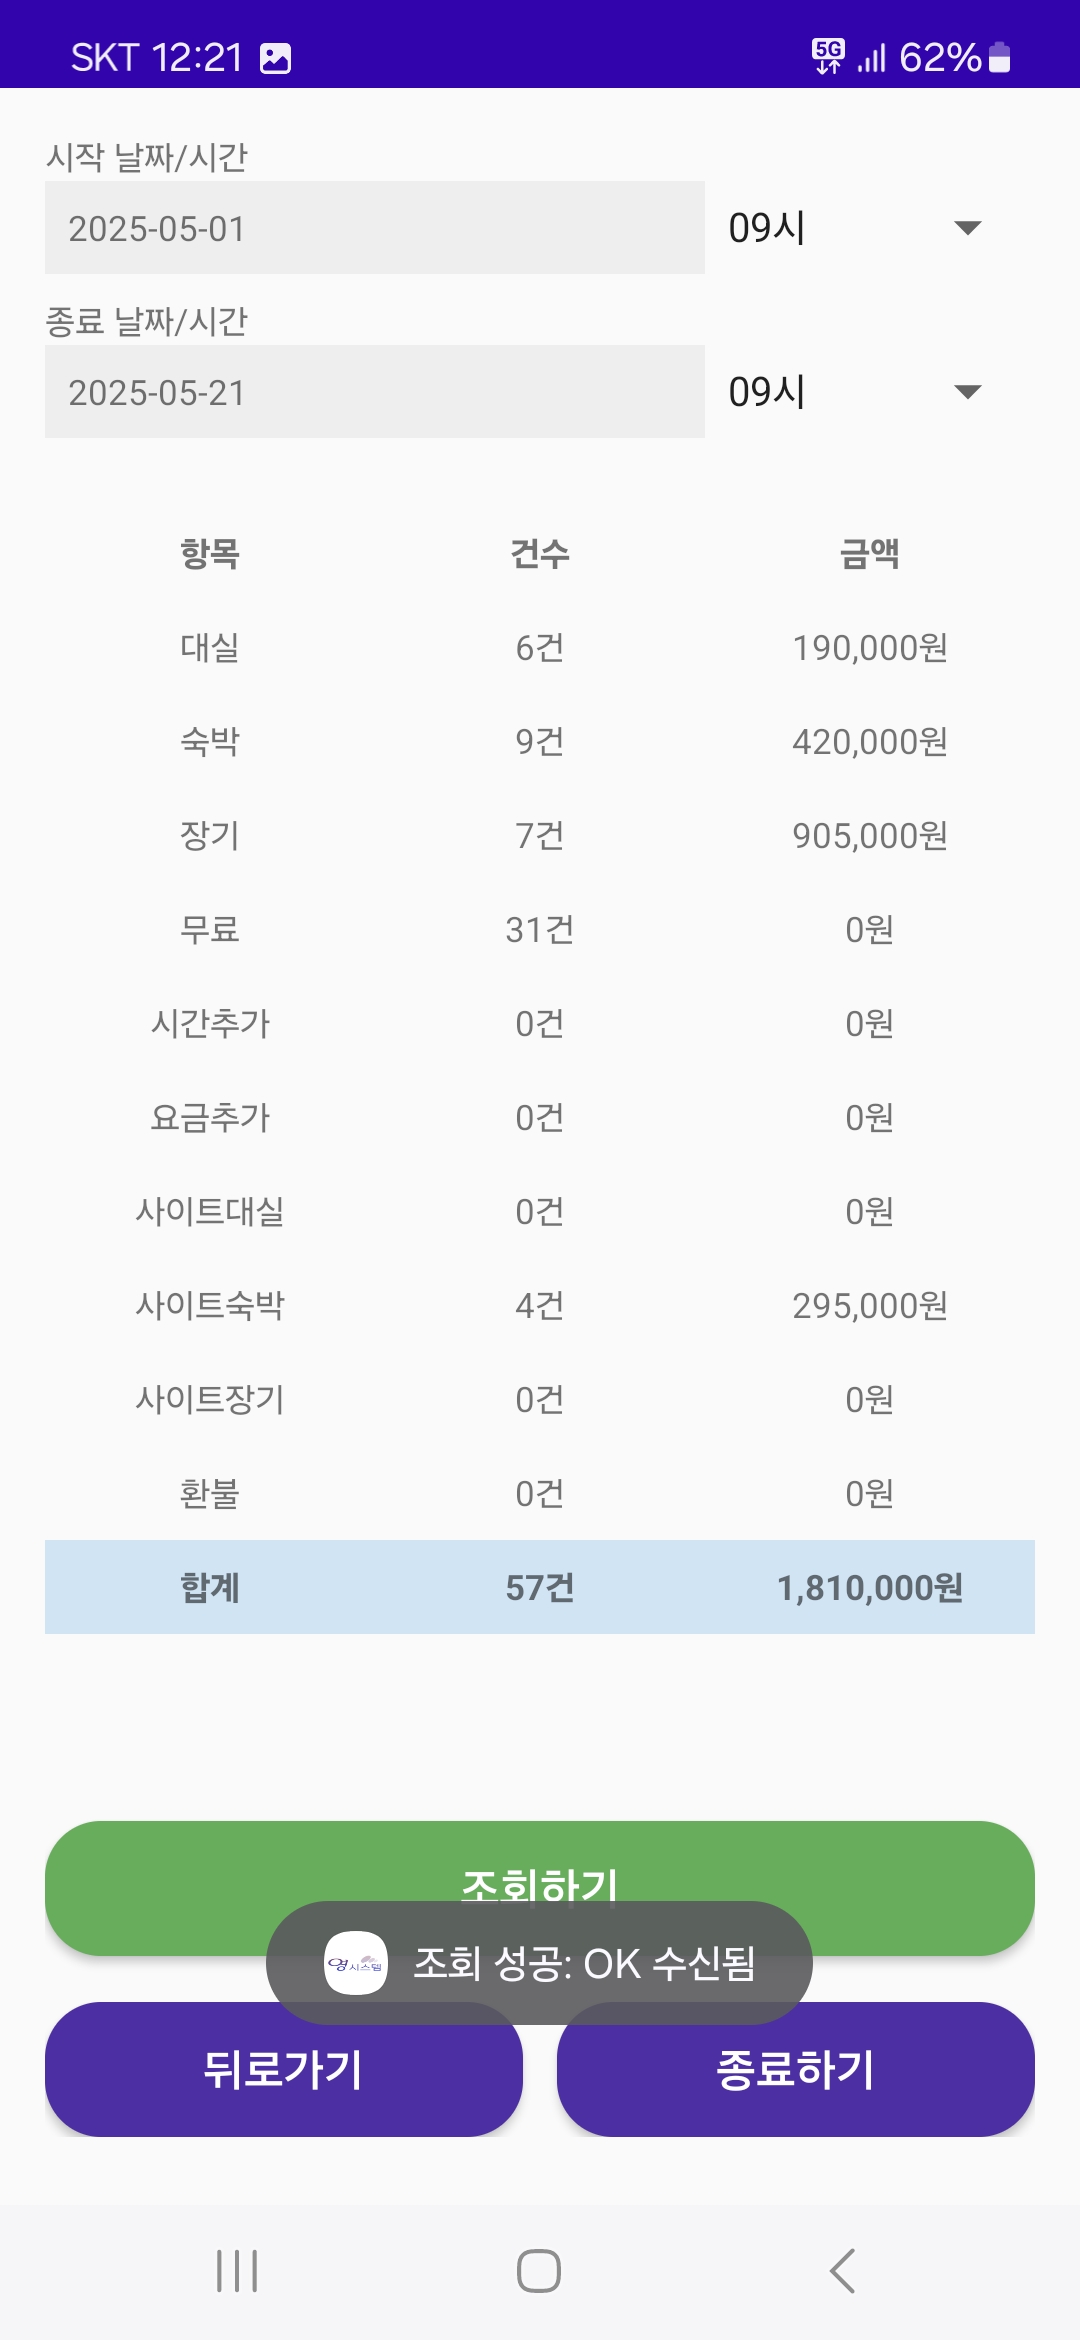 SKT 12:21 5G 62%
시작 날짜/시간
2025-05-01 09시
종료 날짜/시간
2025-05-21 09시
항목 건수 금액
대실 6건 190,000원
숙박 9건 420,000원
장기 7건 905,000원
무료 31건 0원
시간추가 0건 0원
요금추가 0건 0원
사이트대실 0건 0원
사이트숙박 4건 295,000원
사이트장기 0건 0원
환불 0건 0원
합계 57건 1,810,000원
조회하기
영시스템 조회 성공: OK 수신됨
뒤로가기 종료하기